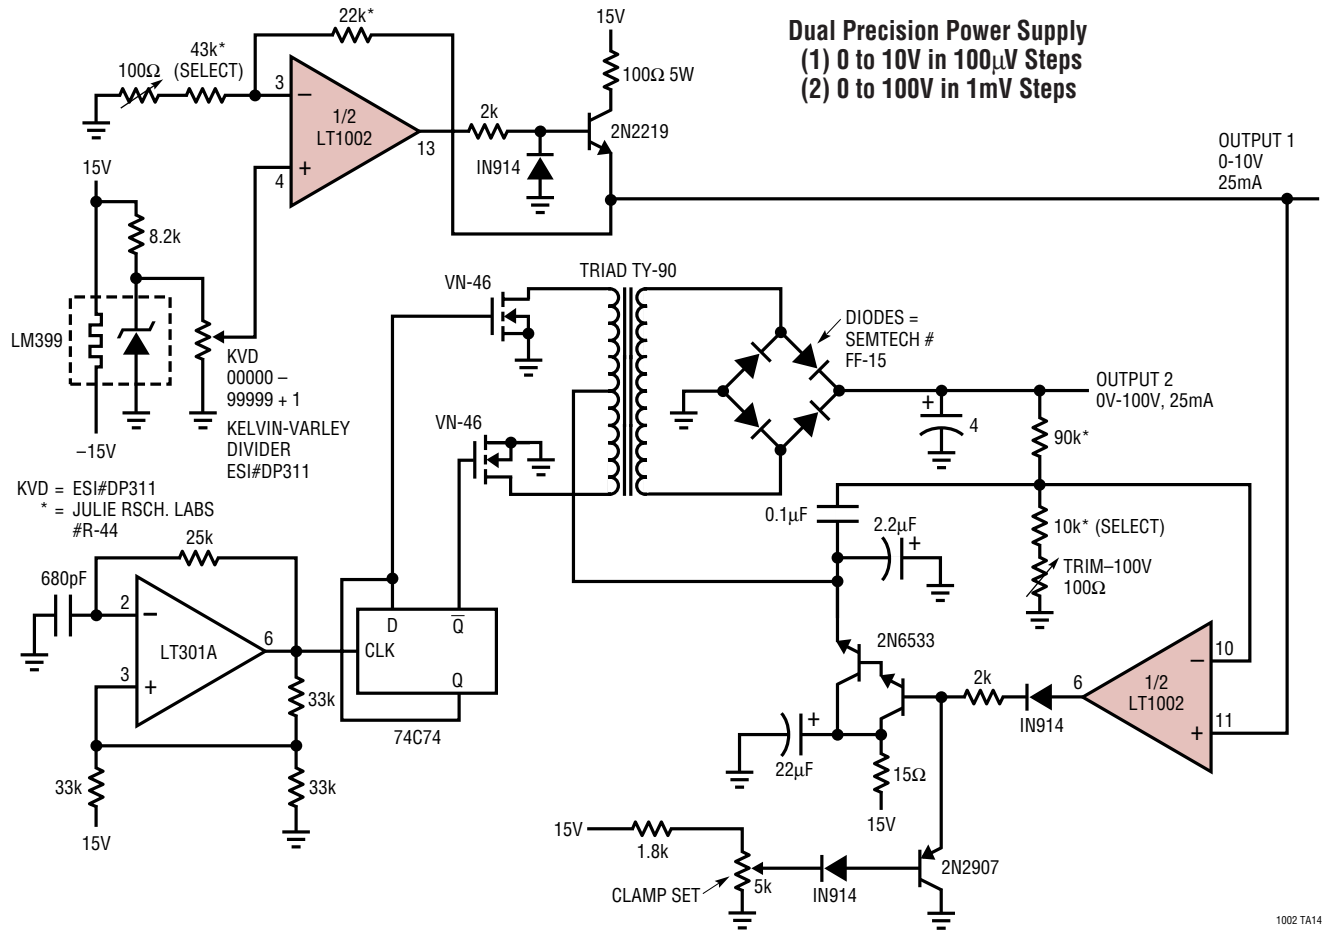 Dual Precision Power Supply
(1) 0 to 10V in 100µV Steps
(2) 0 to 100V in 1mV Steps
22k*
15V
43k*
(SELECT)
100Ω
100Ω 5W
3
1/2
LT1002
13
4
2k
2N2219
IN914
OUTPUT 1
0-10V
25mA
15V
8.2k
LM399
–15V
KVD
00000 –
99999 + 1
KELVIN-VARLEY
DIVIDER
ESI#DP311
VN-46
TRIAD TY-90
DIODES =
SEMTECH #
FF-15
OUTPUT 2
0V-100V, 25mA
+
4
90k*
VN-46
KVD = ESI#DP311
* = JULIE RSCH. LABS
#R-44
25k
680pF
2
LT301A
6
3
33k
33k
15V
33k
D
Q
CLK
Q
74C74
0.1µF
2.2µF
+
10k* (SELECT)
TRIM–100V
100Ω
2N6533
2k
IN914
6
1/2
LT1002
10
11
22µF
+
15Ω
15V
15V
1.8k
CLAMP SET
5k
IN914
2N2907
1002 TA14